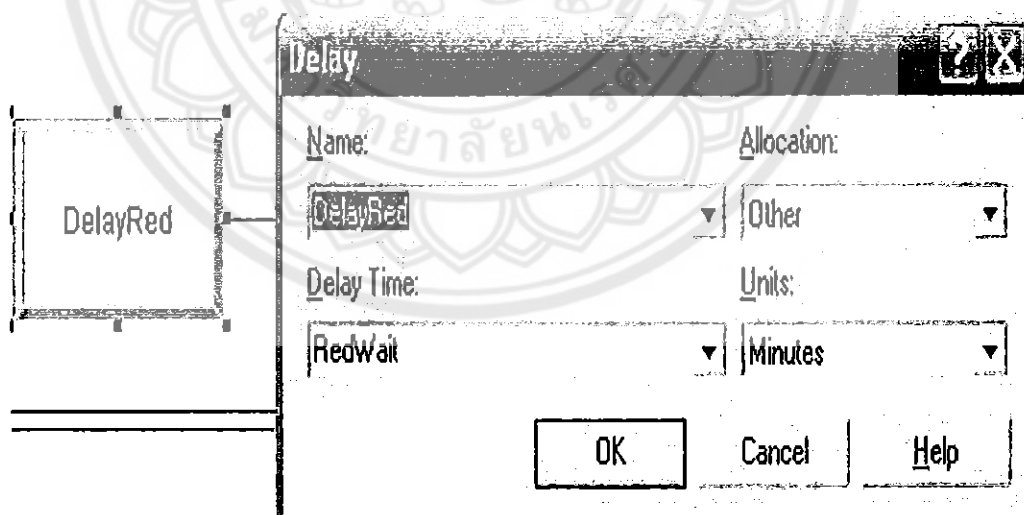 Delay
Name:
Allocation:
DelayRed
DelayRed
Other
Delay Time:
Units:
RedWait
Minutes
OK
Cancel
Help